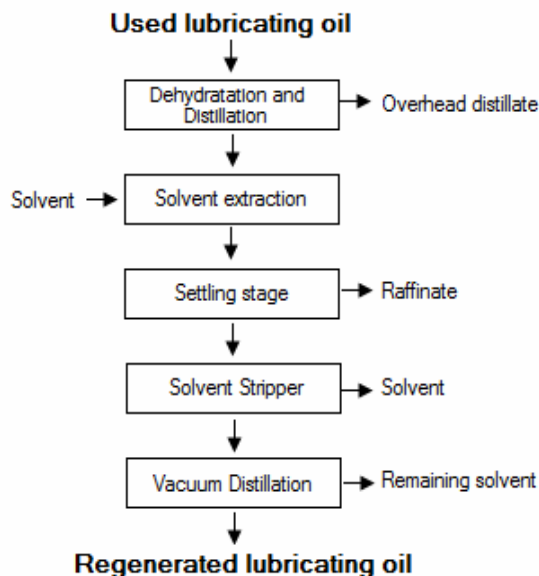 Used lubricating oil
Dehydratation and
Distillation
Overhead distillate
Solvent
Solvent extraction
Settling stage
Raffinate
Solvent Stripper
Solvent
Vacuum Distillation
Remaining solvent
Regenerated lubricating oil